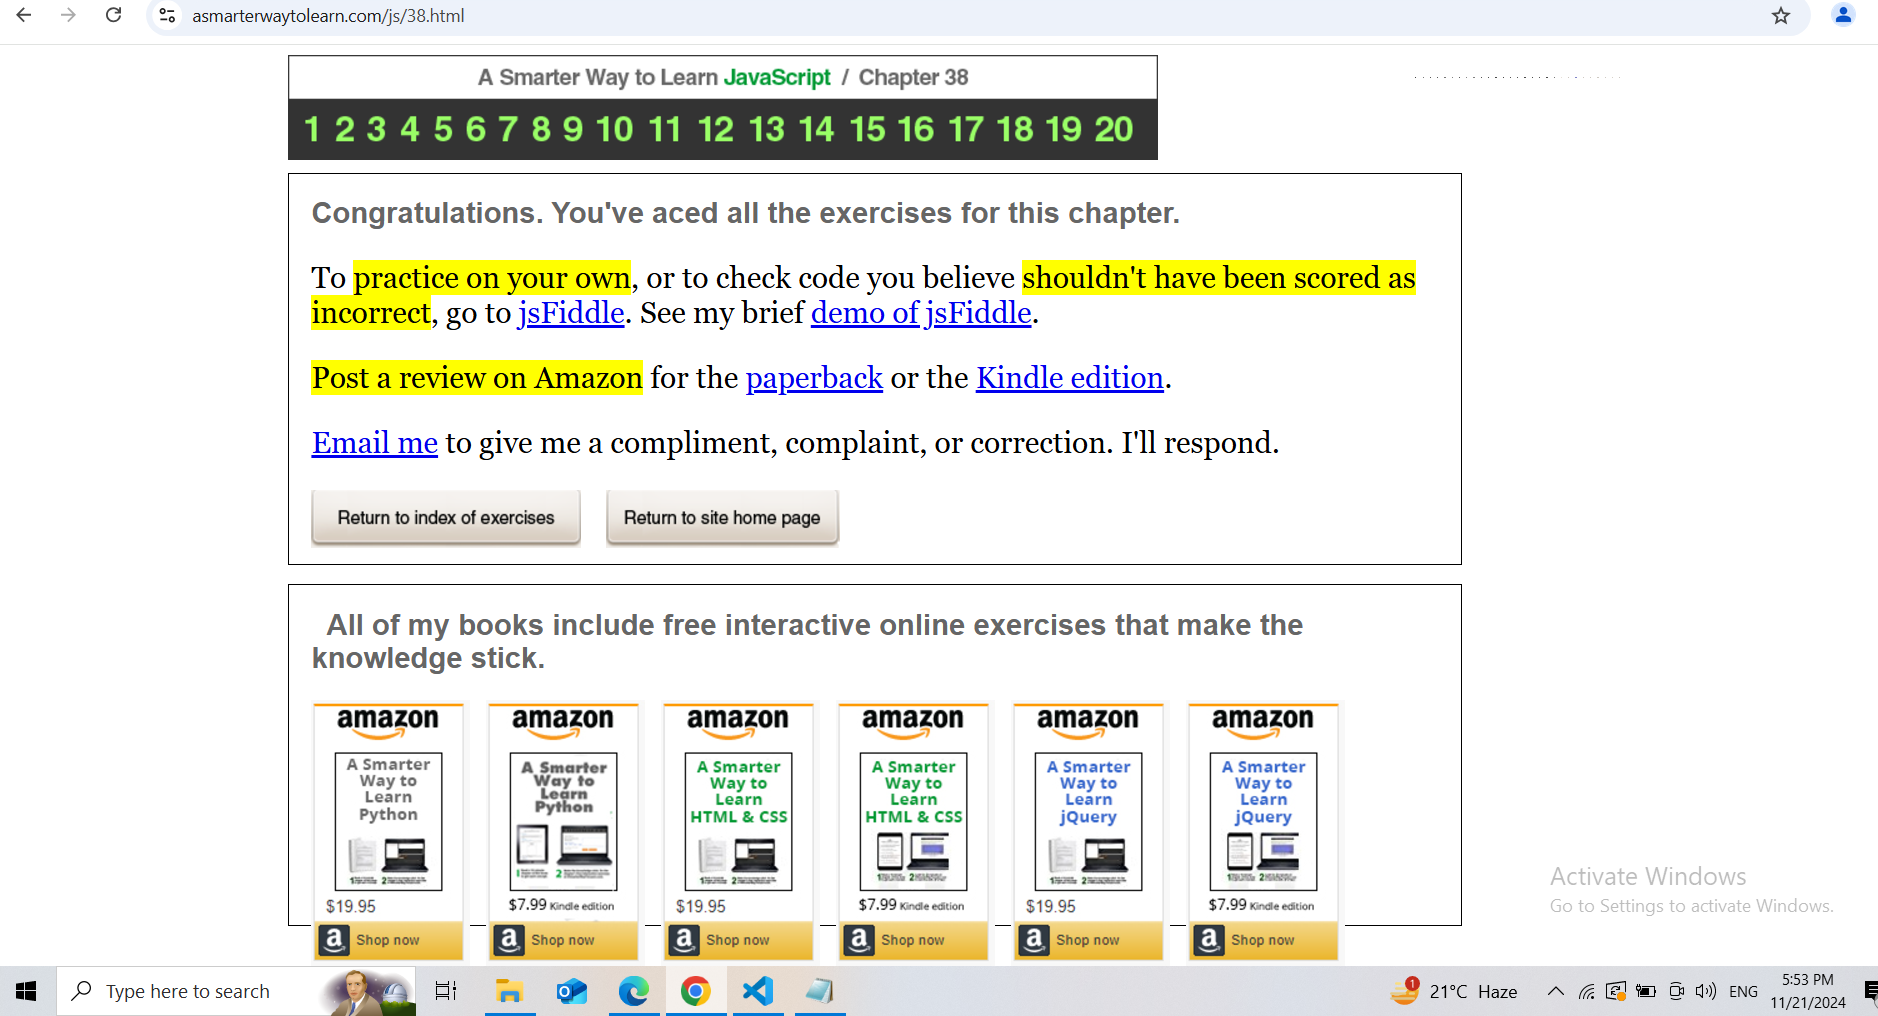 asmarterwaytolearn.com/js/38.html
A Smarter Way to Learn JavaScript / Chapter 38
1 2 3 4 5 6 7 8 9 10 11 12 13 14 15 16 17 18 19 20
Congratulations. You've aced all the exercises for this chapter.
To practice on your own, or to check code you believe shouldn't have been scored as
incorrect, go to jsFiddle. See my brief demo of jsFiddle.
Post a review on Amazon for the paperback or the Kindle edition.
Email me to give me a compliment, complaint, or correction. I'll respond.
Return to index of exercises Return to site home page
All of my books include free interactive online exercises that make the
knowledge stick.
amazon amazon amazon amazon amazon amazon
A Smarter
Way to
Learn
Python
A Smarter
Way to
Learn
Python
A Smarter
Way to
Learn
HTML & CSS
A Smarter
Way to
Learn
HTML & CSS
A Smarter
Way to
Learn
jQuery
A Smarter
Way to
Learn
jQuery
$19.95 $7.99 Kindle edition $19.95 $7.99 Kindle edition $19.95 $7.99 Kindle edition
a Shop now a Shop now a Shop now a Shop now a Shop now a Shop now
Activate Windows
Go to Settings to activate Windows.
Type here to search
1
21°C Haze
ENG
5:53 PM
11/21/2024